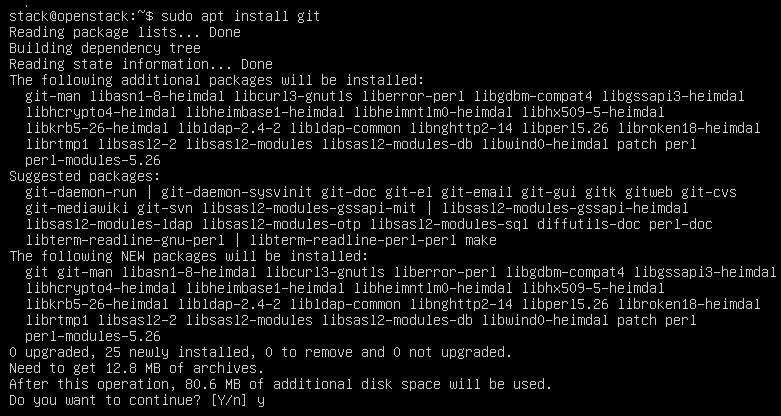 stack@openstack:~$ sudo apt install git
Reading package lists... Done
Building dependency tree
Reading state information... Done
The following additional packages will be installed:
  git-man libasn1-8-heimdal libcurl3-gnutls liberror-perl libgdbm-compat4 libgssapi3-heimdal
  libhcrypto4-heimdal libheimbase1-heimdal libheimntlm0-heimdal libhx509-5-heimdal
  libkrb5-26-heimdal libldap-2.4-2 libldap-common libnghttp2-14 libperl5.26 libroken18-heimdal
  librtmp1 libsasl2-2 libsasl2-modules libsasl2-modules-db libwind0-heimdal patch perl
  perl-modules-5.26
Suggested packages:
  git-daemon-run | git-daemon-sysvinit git-doc git-el git-email git-gui gitk gitweb git-cvs
  git-mediawiki git-svn libsasl2-modules-gssapi-mit | libsasl2-modules-gssapi-heimdal
  libsasl2-modules-ldap libsasl2-modules-otp libsasl2-modules-sql diffutils-doc perl-doc
  libterm-readline-gnu-perl | libterm-readline-perl-perl make
The following NEW packages will be installed:
  git git-man libasn1-8-heimdal libcurl3-gnutls liberror-perl libgdbm-compat4 libgssapi3-heimdal
  libhcrypto4-heimdal libheimbase1-heimdal libheimntlm0-heimdal libhx509-5-heimdal
  libkrb5-26-heimdal libldap-2.4-2 libldap-common libnghttp2-14 libperl5.26 libroken18-heimdal
  librtmp1 libsasl2-2 libsasl2-modules libsasl2-modules-db libwind0-heimdal patch perl
  perl-modules-5.26
0 upgraded, 25 newly installed, 0 to remove and 0 not upgraded.
Need to get 12.8 MB of archives.
After this operation, 80.6 MB of additional disk space will be used.
Do you want to continue? [Y/n] y